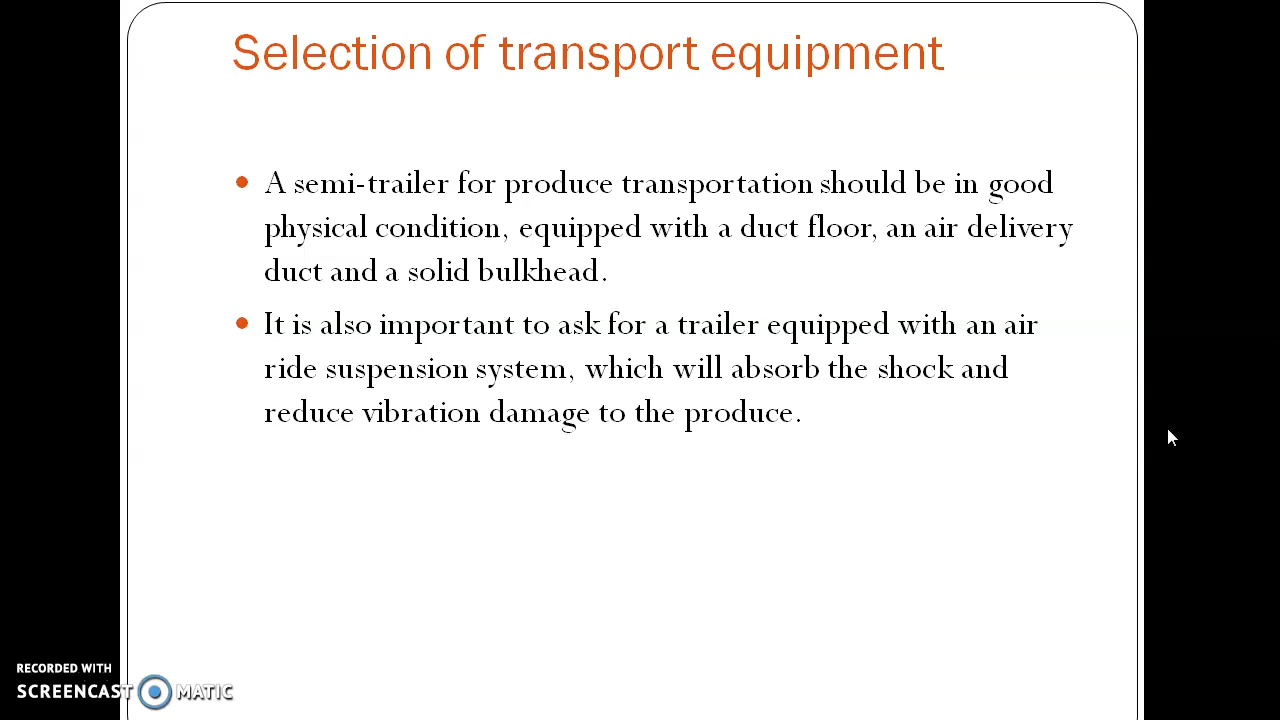 Selection of transport equipment
A semi-trailer for produce transportation should be in good
physical condition, equipped with a duct floor, an air delivery
duct and a solid bulkhead.
It is also important to ask for a trailer equipped with an air
ride suspension system, which will absorb the shock and
reduce vibration damage to the produce.
RECORDED WITH
SCREENCAST MATIC